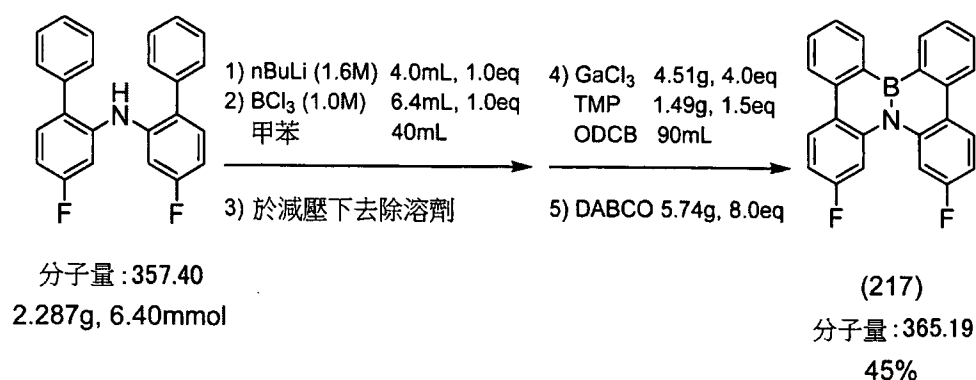 H
N
F
F
分子量:357.40
2.287g, 6.40mmol
1) nBuLi (1.6M) 4.0mL, 1.0eq
2) BCl3 (1.0M) 6.4mL, 1.0eq
甲苯 40mL
3) 於減壓下去除溶劑
4) GaCl3 4.51g, 4.0eq
TMP 1.49g, 1.5eq
ODCB 90mL
5) DABCO 5.74g, 8.0eq
B
N
F
F
(217)
分子量:365.19
45%